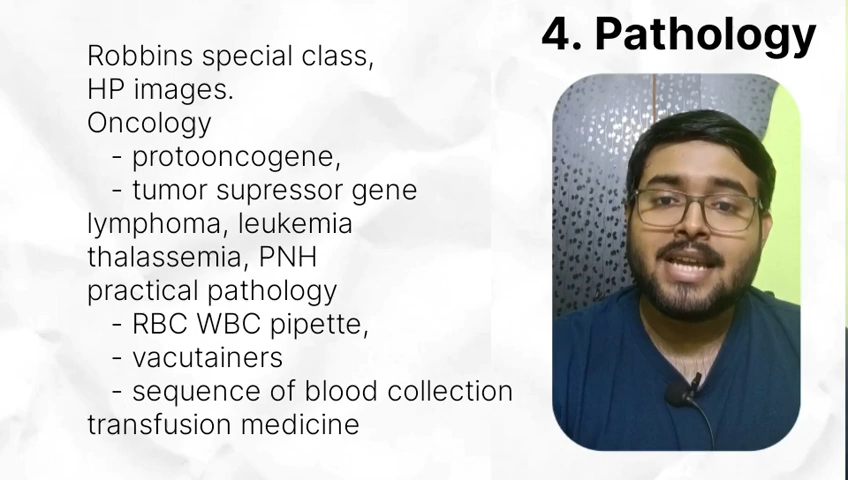 4. Pathology
Robbins special class,
HP images.
Oncology
- protooncogene,
- tumor supressor gene
lymphoma, leukemia
thalassemia, PNH
practical pathology
- RBC WBC pipette,
- vacutainers
- sequence of blood collection
transfusion medicine